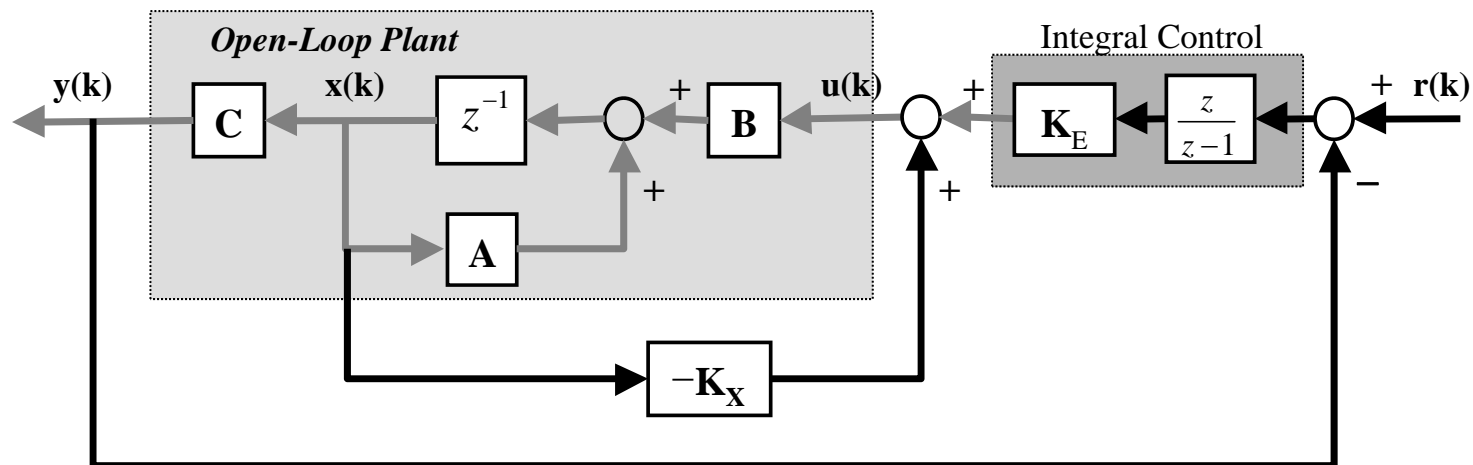 Open-Loop Plant
Integral Control
y(k)
x(k)
u(k)
r(k)
C
z⁻¹
+
B
+
K_E
z
z−1
+
+
+
−
A
−K_X